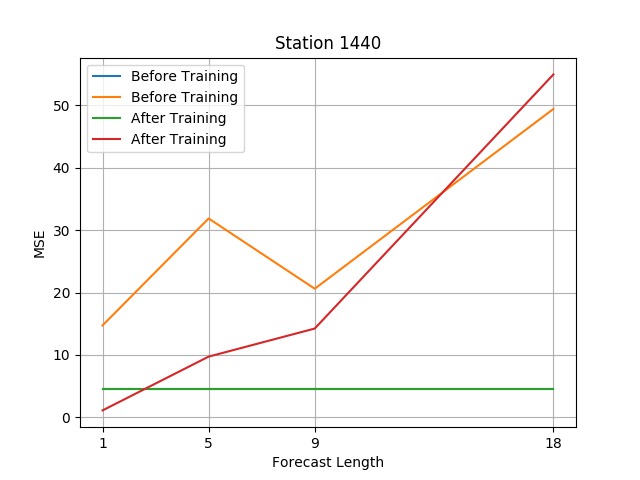 Station 1440
Before Training
Before Training
After Training
After Training
50
40
30
20
10
0
MSE
1 5 9 18
Forecast Length